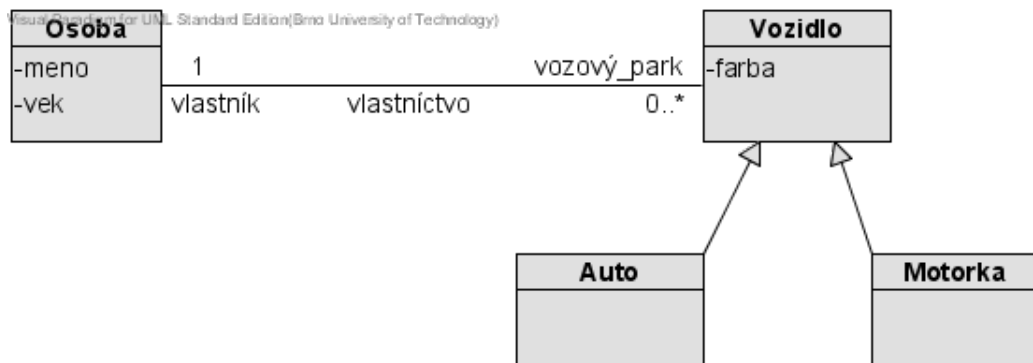 Visual Paradigm for UML Standard Edition(Brno University of Technology)
Osoba
-meno
-vek
1
vlastník
vlastníctvo
vozový_park
0..*
Vozidlo
-farba
Auto
Motorka